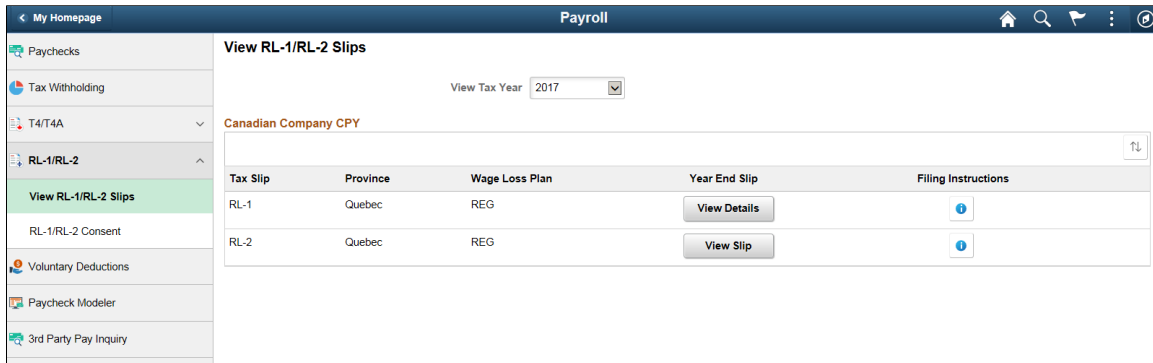 My Homepage
Payroll
Paychecks
Tax Withholding
T4/T4A
RL-1/RL-2
View RL-1/RL-2 Slips
RL-1/RL-2 Consent
Voluntary Deductions
Paycheck Modeler
3rd Party Pay Inquiry
View RL-1/RL-2 Slips
View Tax Year 2017
Canadian Company CPY
Tax Slip Province Wage Loss Plan Year End Slip Filing Instructions
RL-1 Quebec REG View Details
RL-2 Quebec REG View Slip